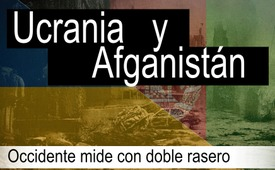 Ucrania y
Afganistán
Occidente mide con doble rasero